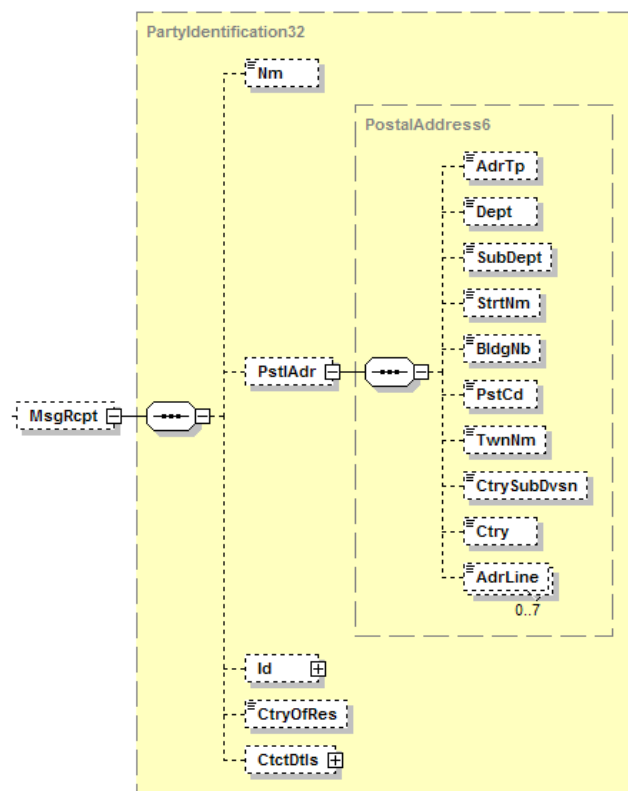 PartyIdentification32
Nm
PostalAddress6
AdrTp
Dept
SubDept
StrtNm
BldgNb
PstlAdr
PstCd
MsgRcpt
TwnNm
CtrySubDvsn
Ctry
AdrLine
0..7
Id
CtryOfRes
CtctDtls